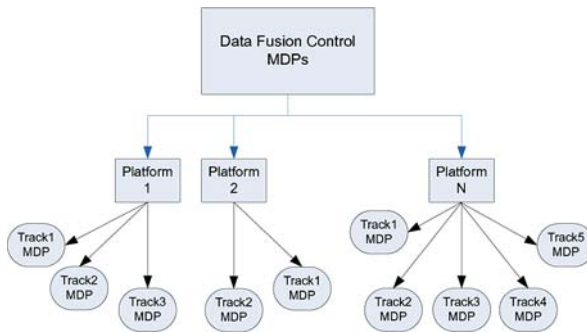 Data Fusion Control
MDPs
Platform
1
Platform
2
Platform
N
Track1
MDP
Track2
MDP
Track3
MDP
Track2
MDP
Track1
MDP
Track1
MDP
Track2
MDP
Track3
MDP
Track4
MDP
Track5
MDP